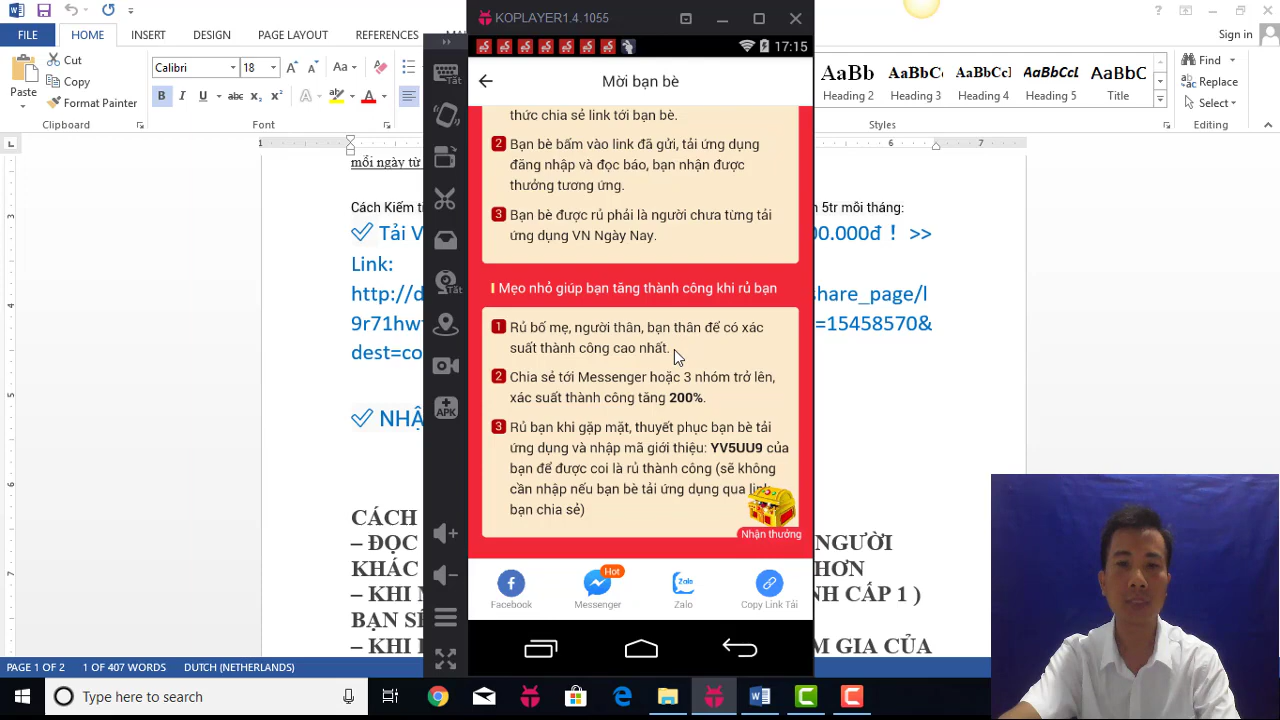 FILE
HOME
INSERT
DESIGN
PAGE LAYOUT
REFERENCES
Sign in
Paste
Cut
Copy
Format Painter
Clipboard
Calibri
18
Font
Heading 2
Heading 3
Heading 4
Heading 5
Title
Styles
Find
Replace
Select
Editing
KOPLAYER1.4.1055
17:15
Mời bạn bè
thức chia sẻ link tới bạn bè.
2 Bạn bè bấm vào link đã gửi, tải ứng dụng
đăng nhập và đọc báo, bạn nhận được
thưởng tương ứng.
3 Bạn bè được rủ phải là người chưa từng tải
ứng dụng VN Ngày Nay.
Mẹo nhỏ giúp bạn tăng thành công khi rủ bạn
1 Rủ bố mẹ, người thân, bạn thân để có xác
suất thành công cao nhất.
2 Chia sẻ tới Messenger hoặc 3 nhóm trở lên,
xác suất thành công tăng 200%.
3 Rủ bạn khi gặp mặt, thuyết phục bạn bè tải
ứng dụng và nhập mã giới thiệu: YV5UU9 của
bạn để được coi là rủ thành công (sẽ không
cần nhập nếu bạn bè tải ứng dụng qua link
bạn chia sẻ)
Nhận thưởng
Hot
Facebook
Messenger
Zalo
Copy Link Tải
Tắt
Tắt
APK
mỗi ngày từ
Cách Kiếm 5tr mỗi tháng:
✓ Tải 00.000đ ! >>
Link:
http://d share_page/l
9r71hw =15458570&
dest=co
✓ NHẬ
CÁCH
– ĐỌC NGƯỜI
KHÁC HƠN
– KHI NH CẤP 1 )
BẠN
– KHI M GIA CỦA
PAGE 1 OF 2
1 OF 407 WORDS
DUTCH (NETHERLANDS)
Type here to search